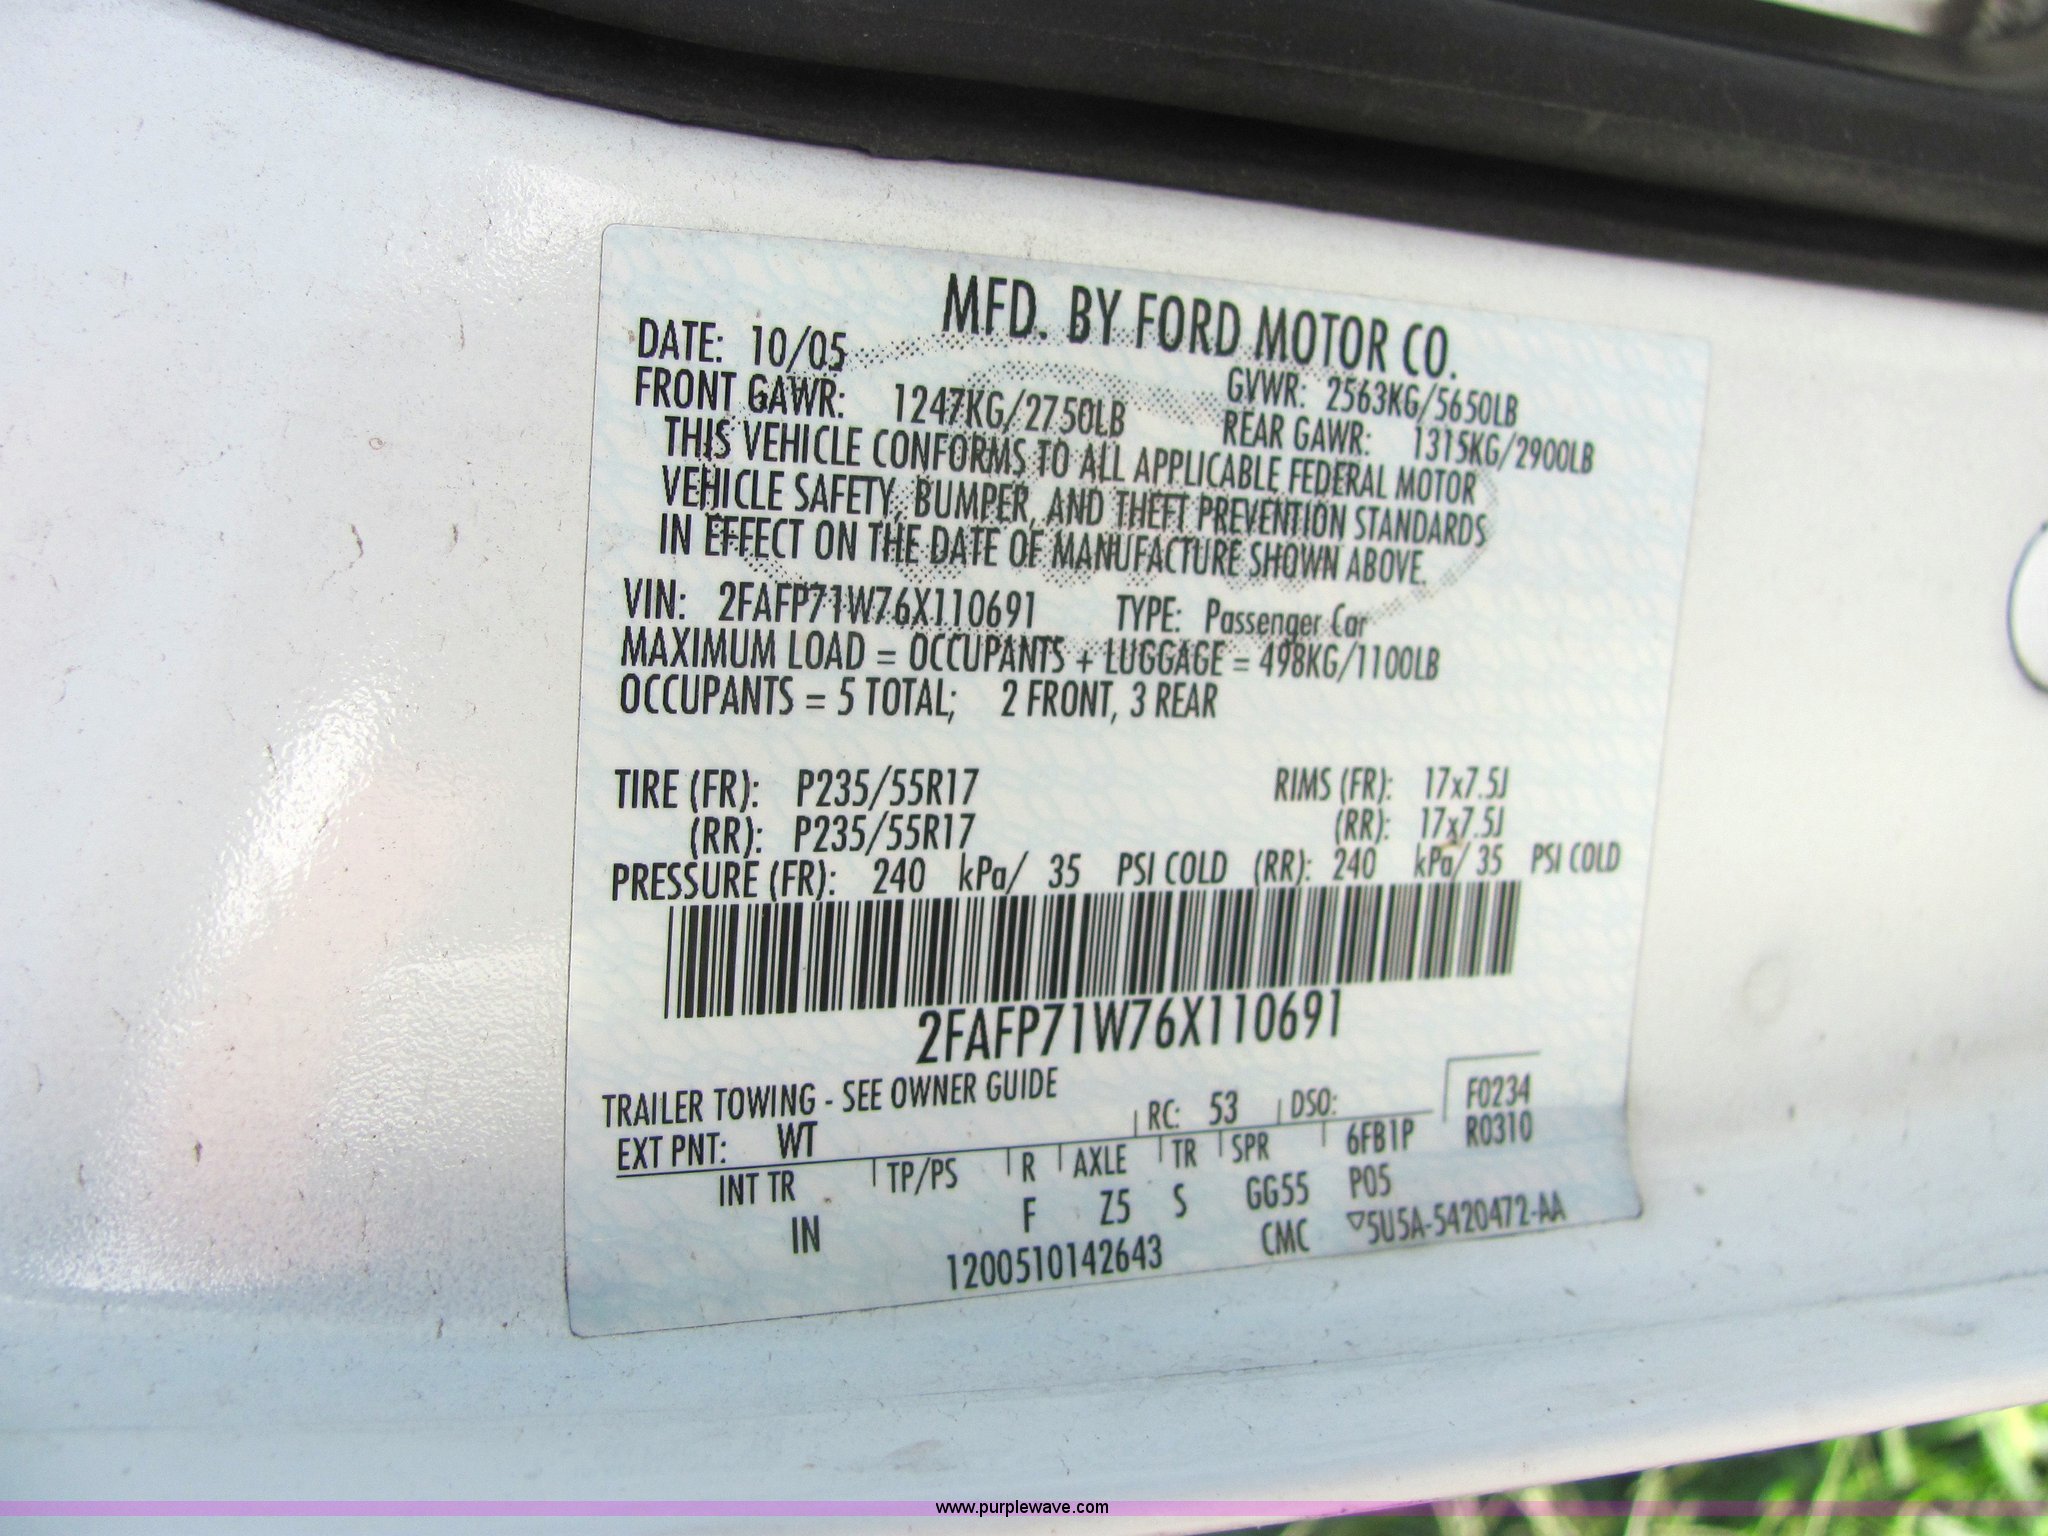 MFD. BY FORD MOTOR CO.
DATE: 10/05 GVWR: 2563KG/5650LB
FRONT GAWR: 1247KG/2750LB REAR GAWR: 1315KG/2900LB
THIS VEHICLE CONFORMS TO ALL APPLICABLE FEDERAL MOTOR
VEHICLE SAFETY, BUMPER, AND THEFT PREVENTION STANDARDS
IN EFFECT ON THE DATE OF MANUFACTURE SHOWN ABOVE.
VIN: 2FAFP71W76X110691 TYPE: Passenger Car
MAXIMUM LOAD = OCCUPANTS + LUGGAGE = 498KG/1100LB
OCCUPANTS = 5 TOTAL; 2 FRONT, 3 REAR
TIRE (FR): P235/55R17 RIMS (FR): 17x7.5J
(RR): P235/55R17 (RR): 17x7.5J
PRESSURE (FR): 240 kPa/ 35 PSI COLD (RR): 240 kPa/ 35 PSI COLD
2FAFP71W76X110691
TRAILER TOWING - SEE OWNER GUIDE
EXT PNT: WT RC: 53 DSO: F0234
INT TR TP/PS R AXLE TR SPR 6FB1P R0310
IN F Z5 S GG55 P05
1200510142643 CMC ▽5U5A-5420472-AA
www.purplewave.com